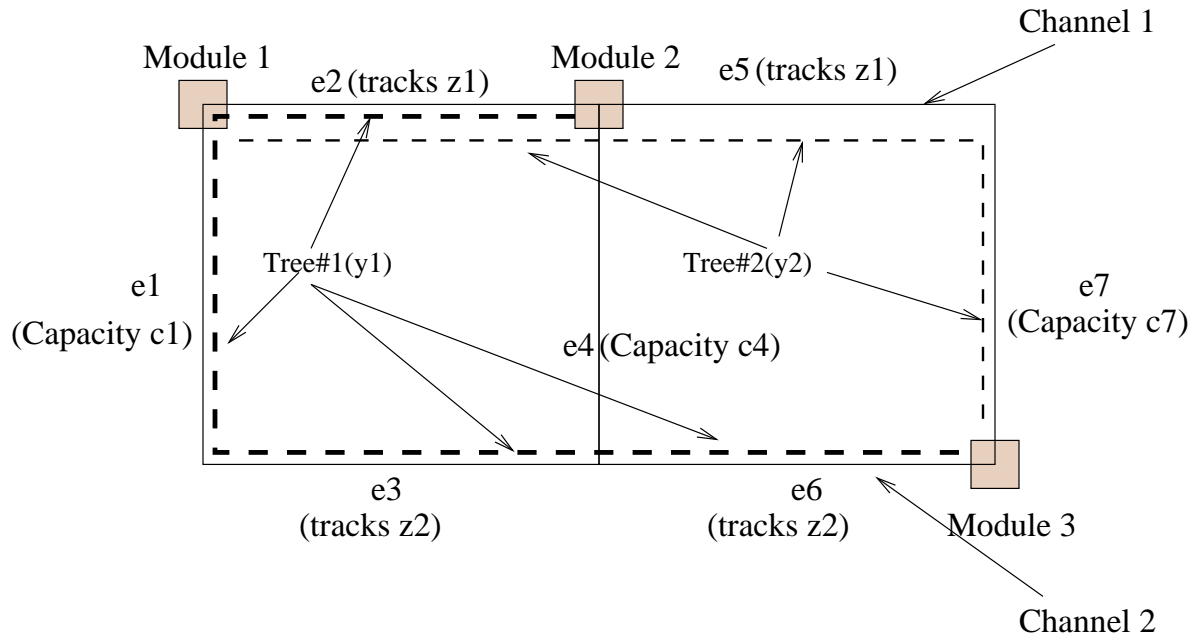 Channel 1
Module 1
Module 2
e2 (tracks z1)
e5 (tracks z1)
Tree#1(y1)
Tree#2(y2)
e1
(Capacity c1)
e4 (Capacity c4)
e7
(Capacity c7)
e3
(tracks z2)
e6
(tracks z2)
Module 3
Channel 2